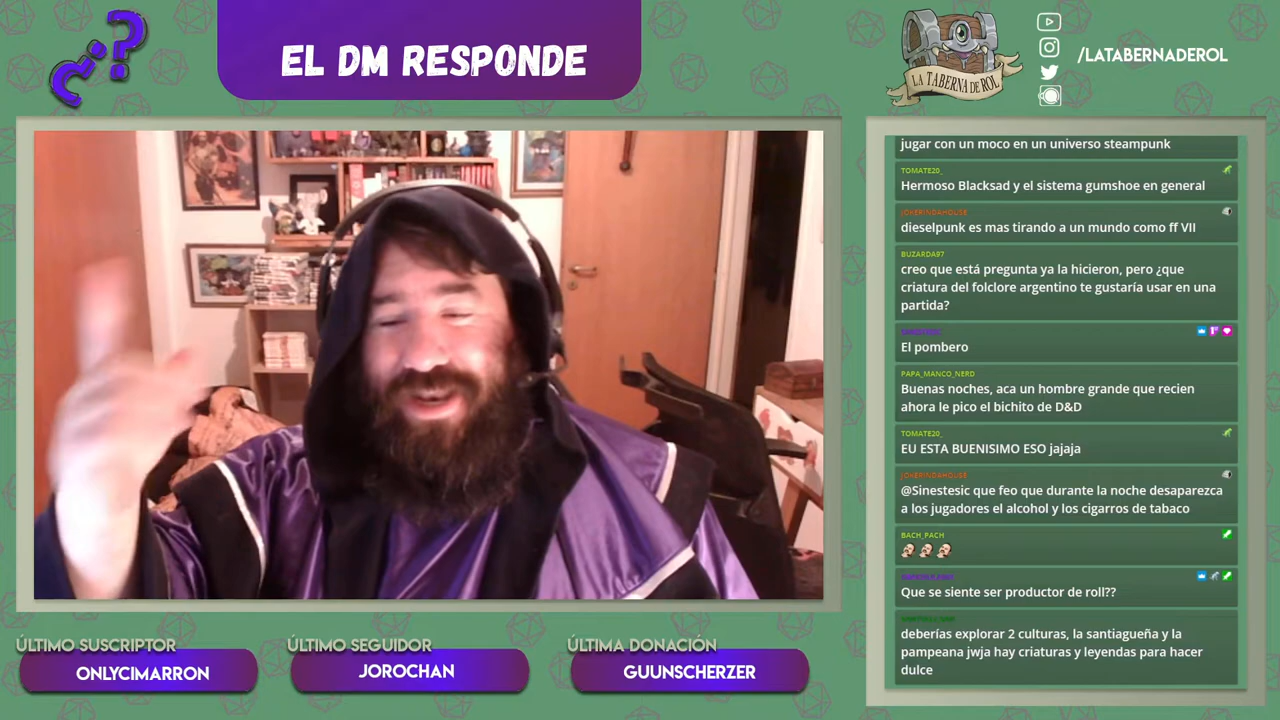 ¿?
EL DM RESPONDE
LA TABERNA DE ROL
/LATABERNADEROL
jugar con un moco en un universo steampunk
TOMATE20_
Hermoso Blacksad y el sistema gumshoe en general
JOKERINDAHOUSE
dieselpunk es mas tirando a un mundo como ff VII
BUZARDA97
creo que está pregunta ya la hicieron, pero ¿que
criatura del folclore argentino te gustaría usar en una
partida?
El pombero
PAPA_MANCO_NERD
Buenas noches, aca un hombre grande que recien
ahora le pico el bichito de D&D
TOMATE20_
EU ESTA BUENISIMO ESO jajaja
JOKERINDAHOUSE
@Sinestesic que feo que durante la noche desaparezca
a los jugadores el alcohol y los cigarros de tabaco
BACH_PACH
Que se siente ser productor de roll??
deberías explorar 2 culturas, la santiagueña y la
pampeana jwja hay criaturas y leyendas para hacer
dulce
ÚLTIMO SUSCRIPTOR
ONLYCIMARRON
ÚLTIMO SEGUIDOR
JOROCHAN
ÚLTIMA DONACIÓN
GUUNSCHERZER